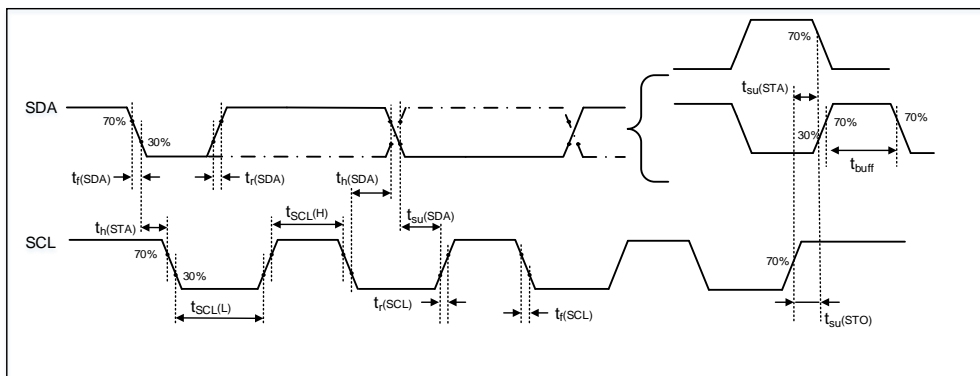 70%
SDA
t_su(STA)
70%
30%
30%
70%
70%
t_f(SDA)
t_r(SDA)
t_h(SDA)
t_buff
t_SCL(H)
t_su(SDA)
t_h(STA)
SCL
70%
30%
70%
t_SCL(L)
t_r(SCL)
t_f(SCL)
t_su(STO)